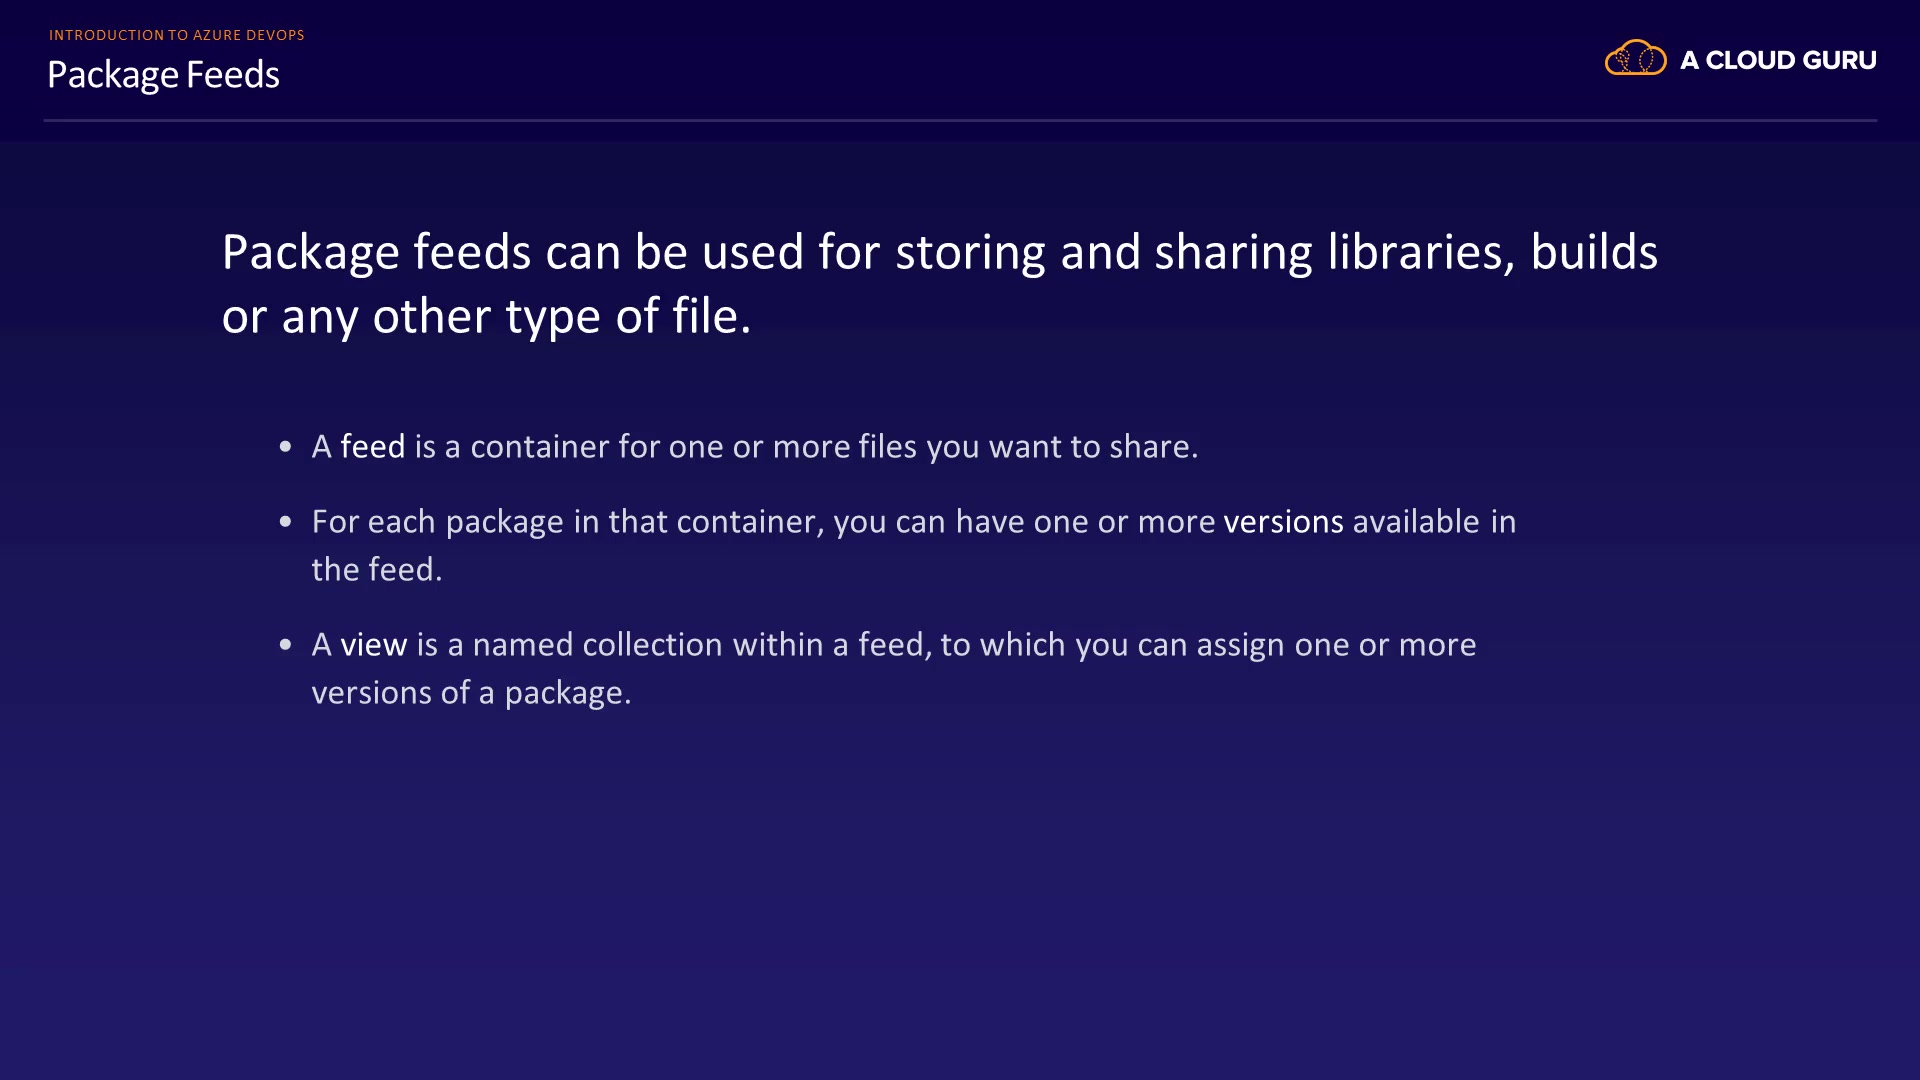 INTRODUCTION TO AZURE DEVOPS
Package Feeds
A CLOUD GURU
Package feeds can be used for storing and sharing libraries, builds
or any other type of file.
• A feed is a container for one or more files you want to share.
• For each package in that container, you can have one or more versions available in
the feed.
• A view is a named collection within a feed, to which you can assign one or more
versions of a package.